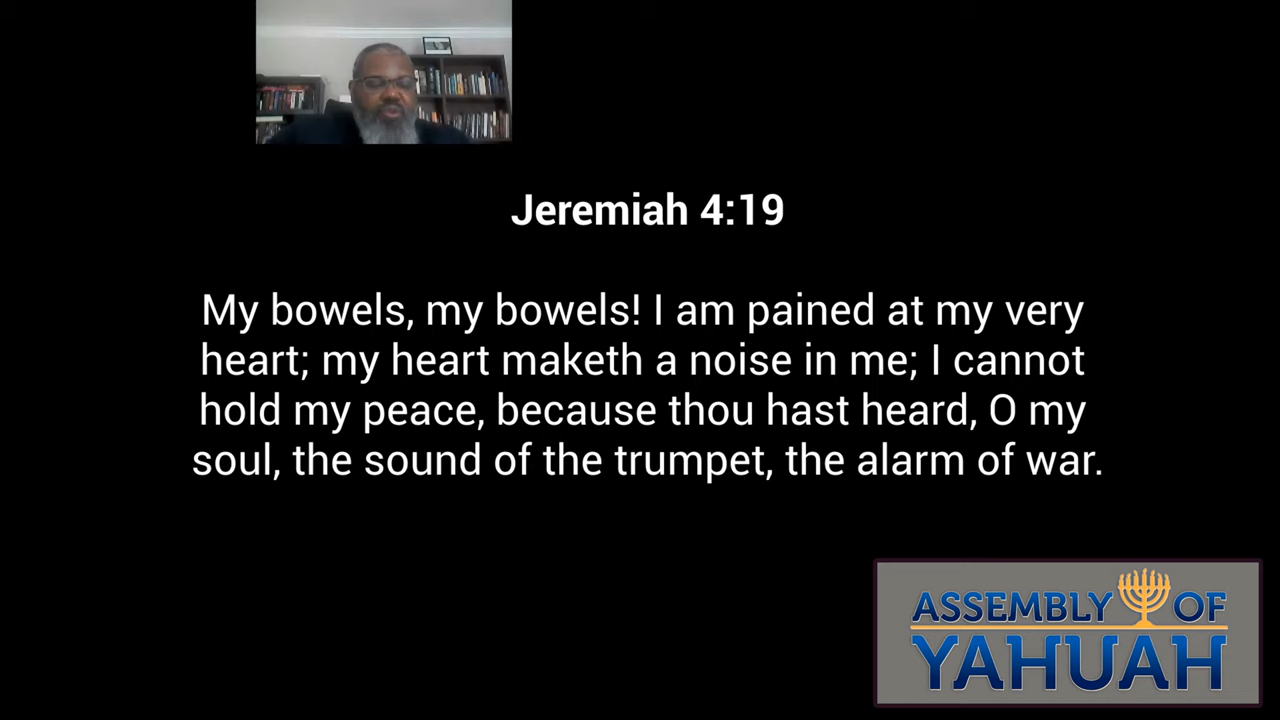 Jeremiah 4:19
My bowels, my bowels! I am pained at my very
heart; my heart maketh a noise in me; I cannot
hold my peace, because thou hast heard, O my
soul, the sound of the trumpet, the alarm of war.
ASSEMBLY OF
YAHUAH